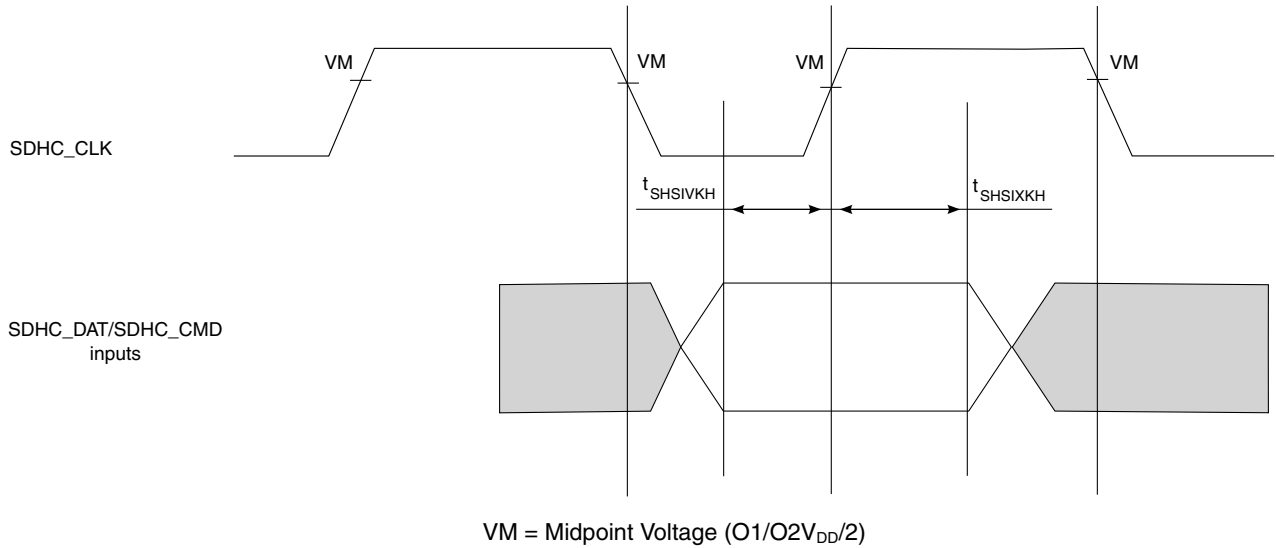 VM
VM
VM
VM
SDHC_CLK
tSHSIVKH
tSHSIXKH
SDHC_DAT/SDHC_CMD
inputs
VM = Midpoint Voltage (O1/O2VDD/2)